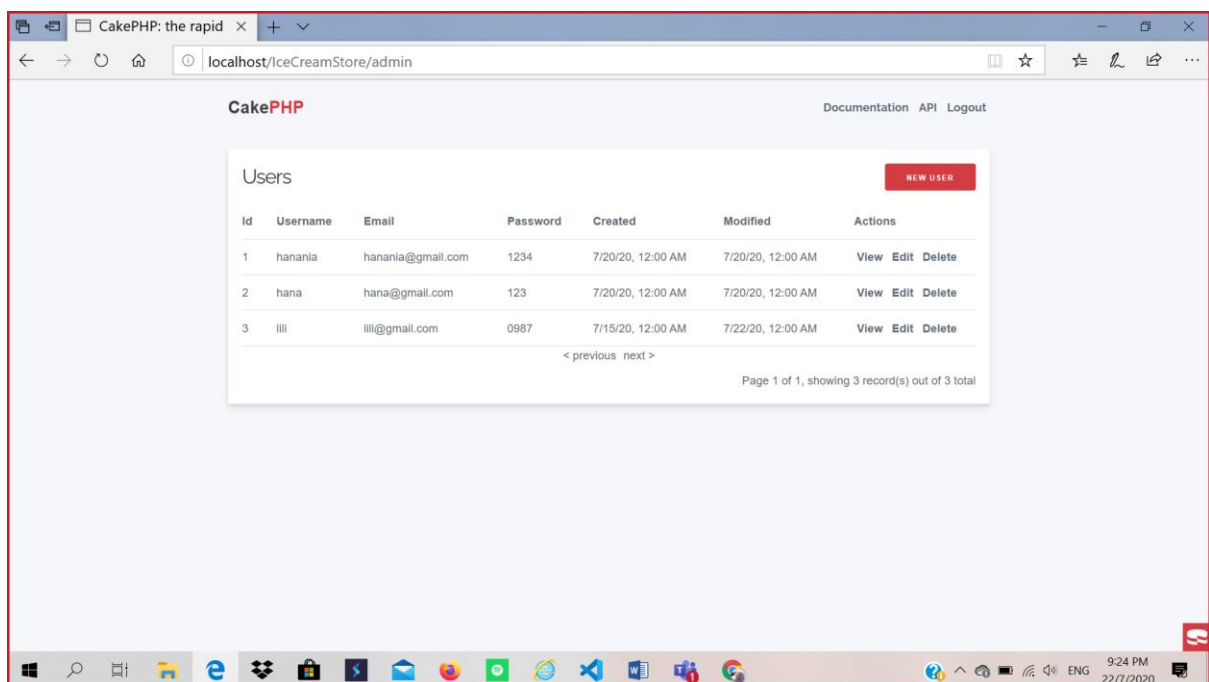 CakePHP: the rapid
localhost/IceCreamStore/admin
CakePHP
Documentation API Logout
Users
NEW USER
Id Username Email Password Created Modified Actions
1 hanania hanania@gmail.com 1234 7/20/20, 12:00 AM 7/20/20, 12:00 AM View Edit Delete
2 hana hana@gmail.com 123 7/20/20, 12:00 AM 7/20/20, 12:00 AM View Edit Delete
3 lili lili@gmail.com 0987 7/15/20, 12:00 AM 7/22/20, 12:00 AM View Edit Delete
< previous next >
Page 1 of 1, showing 3 record(s) out of 3 total
ENG
9:24 PM
22/7/2020